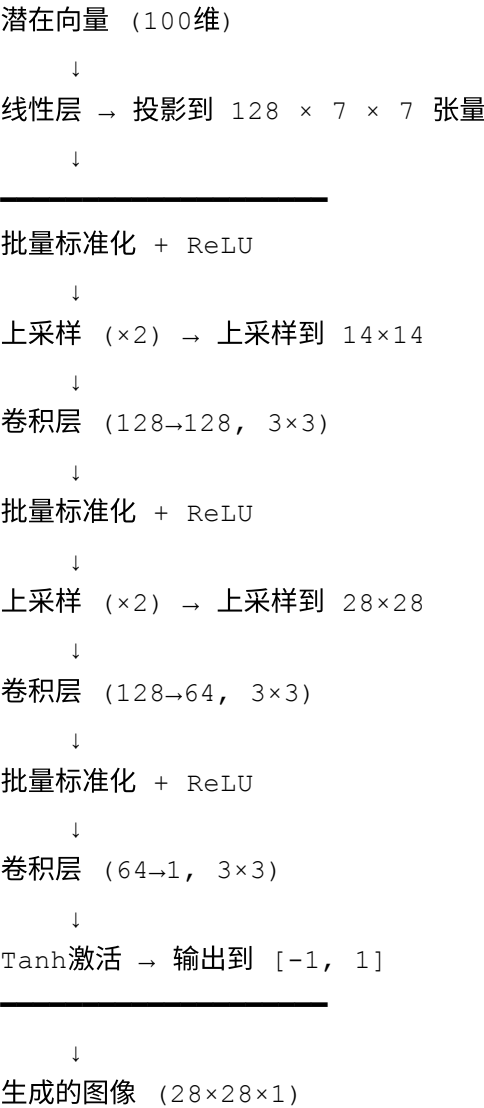 潜在向量 (100维)
↓
线性层 → 投影到 128 × 7 × 7 张量
↓
批量标准化 + ReLU
↓
上采样 (×2) → 上采样到 14×14
↓
卷积层 (128→128, 3×3)
↓
批量标准化 + ReLU
↓
上采样 (×2) → 上采样到 28×28
↓
卷积层 (128→64, 3×3)
↓
批量标准化 + ReLU
↓
卷积层 (64→1, 3×3)
↓
Tanh激活 → 输出到 [-1, 1]
↓
生成的图像 (28×28×1)